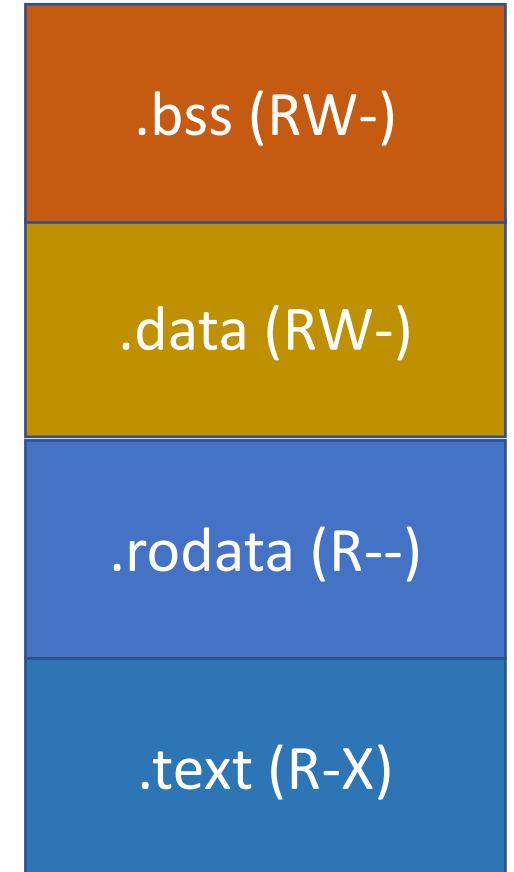 .bss (RW-)
.data (RW-)
.rodata (R--)
.text (R-X)